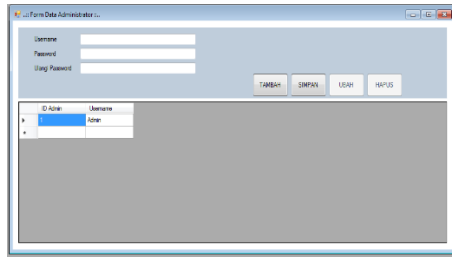 ..:: Form Data Administrator ::..
Username
Password
Ulangi Password
TAMBAH SIMPAN UBAH HAPUS
ID Admin Username
1 Admin